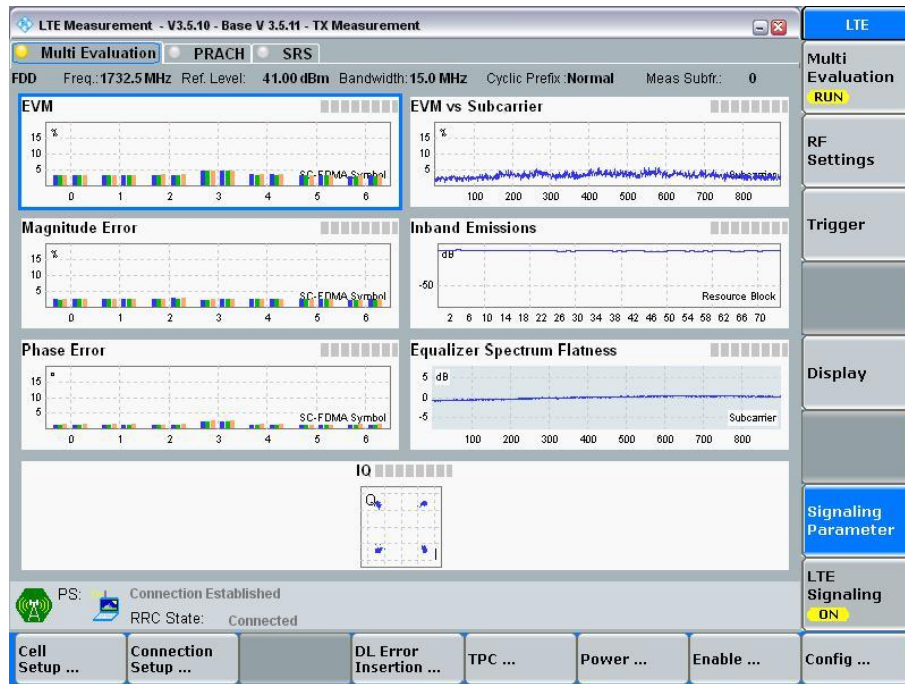 LTE Measurement - V3.5.10 - Base V 3.5.11 - TX Measurement
LTE
Multi Evaluation PRACH SRS
FDD Freq.: 1732.5 MHz Ref. Level: 41.00 dBm Bandwidth: 15.0 MHz Cyclic Prefix : Normal Meas Subfr.: 0
Multi Evaluation
RUN
RF Settings
Trigger
Display
Signaling Parameter
LTE Signaling
ON
EVM
%
15
10
5
SC-FDMA Symbol
0 1 2 3 4 5 6
EVM vs Subcarrier
%
15
10
5
Subcarrier
100 200 300 400 500 600 700 800
Magnitude Error
%
15
10
5
SC-FDMA Symbol
0 1 2 3 4 5 6
Inband Emissions
dB
-50
Resource Block
2 6 10 14 18 22 26 30 34 38 42 46 50 54 58 62 66 70
Phase Error
°
15
10
5
SC-FDMA Symbol
0 1 2 3 4 5 6
Equalizer Spectrum Flatness
5 dB
0
-5
Subcarrier
100 200 300 400 500 600 700 800
IQ
Q
I
PS: Connection Established
RRC State: Connected
Cell Setup ...
Connection Setup ...
DL Error Insertion ...
TPC ...
Power ...
Enable ...
Config ...